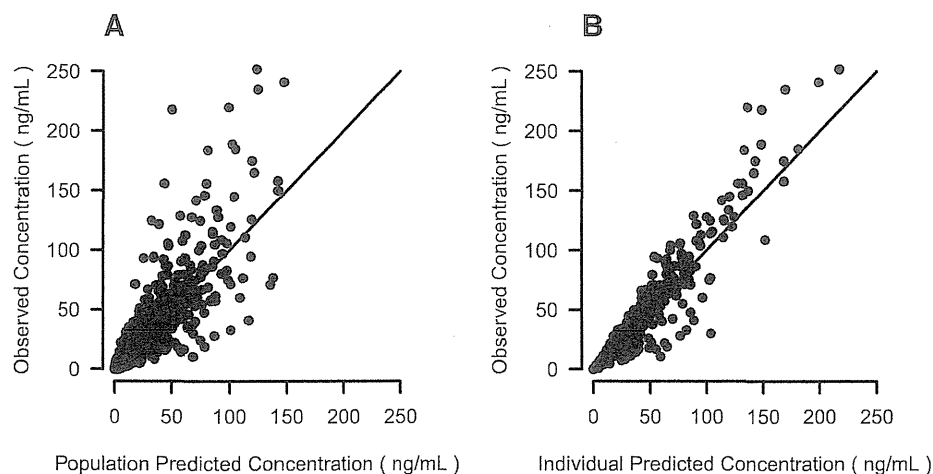 A
B
Observed Concentration ( ng/mL )
250
200
150
100
50
0
0 50 100 150 200 250
Population Predicted Concentration ( ng/mL )
Observed Concentration ( ng/mL )
250
200
150
100
50
0
0 50 100 150 200 250
Individual Predicted Concentration ( ng/mL )